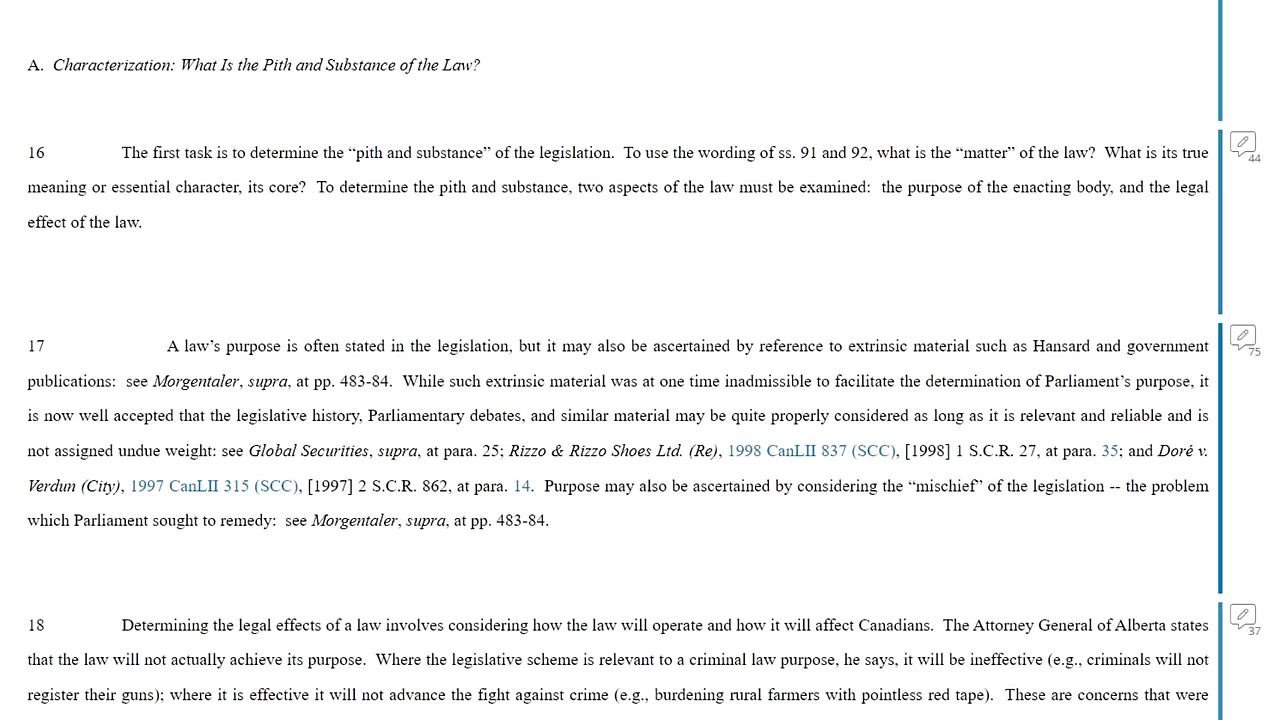 A. Characterization: What Is the Pith and Substance of the Law?
16 The first task is to determine the “pith and substance” of the legislation. To use the wording of ss. 91 and 92, what is the “matter” of the law? What is its true
44
meaning or essential character, its core? To determine the pith and substance, two aspects of the law must be examined: the purpose of the enacting body, and the legal
effect of the law.
17 A law’s purpose is often stated in the legislation, but it may also be ascertained by reference to extrinsic material such as Hansard and government
75
publications: see Morgentaler, supra, at pp. 483-84. While such extrinsic material was at one time inadmissible to facilitate the determination of Parliament’s purpose, it
is now well accepted that the legislative history, Parliamentary debates, and similar material may be quite properly considered as long as it is relevant and reliable and is
not assigned undue weight: see Global Securities, supra, at para. 25; Rizzo & Rizzo Shoes Ltd. (Re), 1998 CanLII 837 (SCC), [1998] 1 S.C.R. 27, at para. 35; and Doré v.
Verdun (City), 1997 CanLII 315 (SCC), [1997] 2 S.C.R. 862, at para. 14. Purpose may also be ascertained by considering the “mischief” of the legislation -- the problem
which Parliament sought to remedy: see Morgentaler, supra, at pp. 483-84.
18 Determining the legal effects of a law involves considering how the law will operate and how it will affect Canadians. The Attorney General of Alberta states
37
that the law will not actually achieve its purpose. Where the legislative scheme is relevant to a criminal law purpose, he says, it will be ineffective (e.g., criminals will not
register their guns); where it is effective it will not advance the fight against crime (e.g., burdening rural farmers with pointless red tape). These are concerns that were